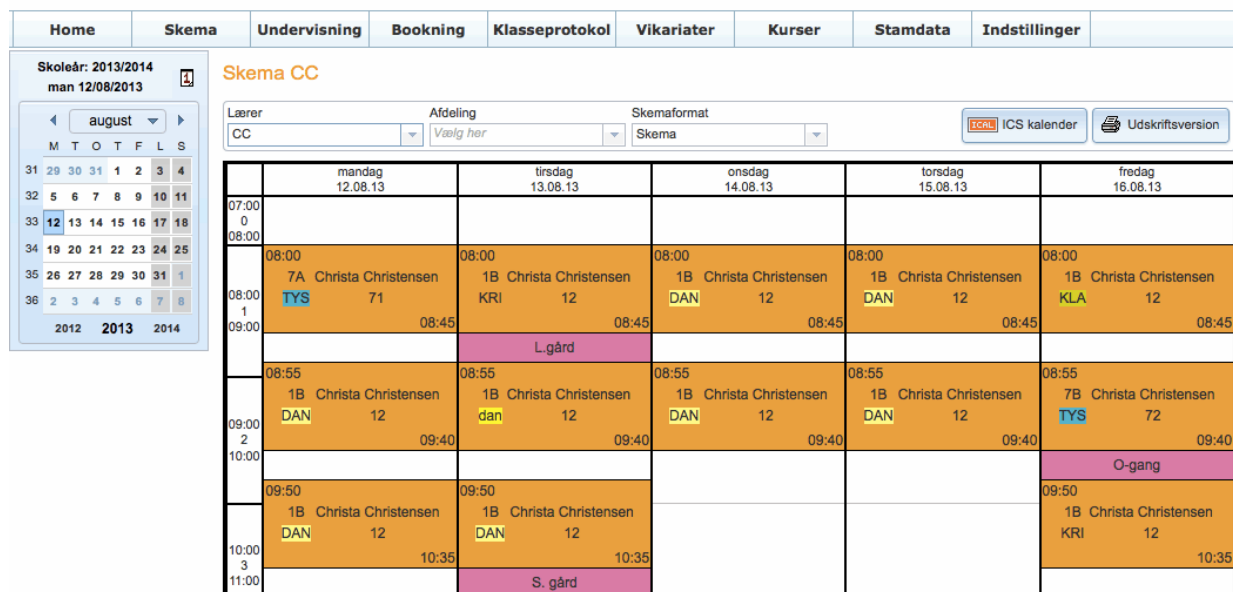 Home Skema Undervisning Bookning Klasseprotokol Vikariater Kurser Stamdata Indstillinger
Skoleår: 2013/2014
man 12/08/2013
1
august
M T O T F L S
31 29 30 31 1 2 3 4
32 5 6 7 8 9 10 11
33 12 13 14 15 16 17 18
34 19 20 21 22 23 24 25
35 26 27 28 29 30 31 1
36 2 3 4 5 6 7 8
2012 2013 2014
Skema CC
Lærer Afdeling Skemaformat
CC Vælg her Skema
ICAL ICS kalender Udskriftsversion
mandag tirsdag onsdag torsdag fredag
12.08.13 13.08.13 14.08.13 15.08.13 16.08.13
07:00
0
08:00
08:00 08:00 08:00 08:00 08:00
7A Christa Christensen 1B Christa Christensen 1B Christa Christensen 1B Christa Christensen 1B Christa Christensen
08:00 TYS 71 KRI 12 DAN 12 DAN 12 KLA 12
1
09:00 08:45 08:45 08:45 08:45 08:45
L.gård
08:55 08:55 08:55 08:55 08:55
1B Christa Christensen 1B Christa Christensen 1B Christa Christensen 1B Christa Christensen 7B Christa Christensen
DAN 12 dan 12 DAN 12 DAN 12 TYS 72
09:00
2 09:40 09:40 09:40 09:40 09:40
10:00
O-gang
09:50 09:50 09:50
1B Christa Christensen 1B Christa Christensen 1B Christa Christensen
DAN 12 DAN 12 KRI 12
10:00 10:35 10:35 10:35
3
11:00 S. gård